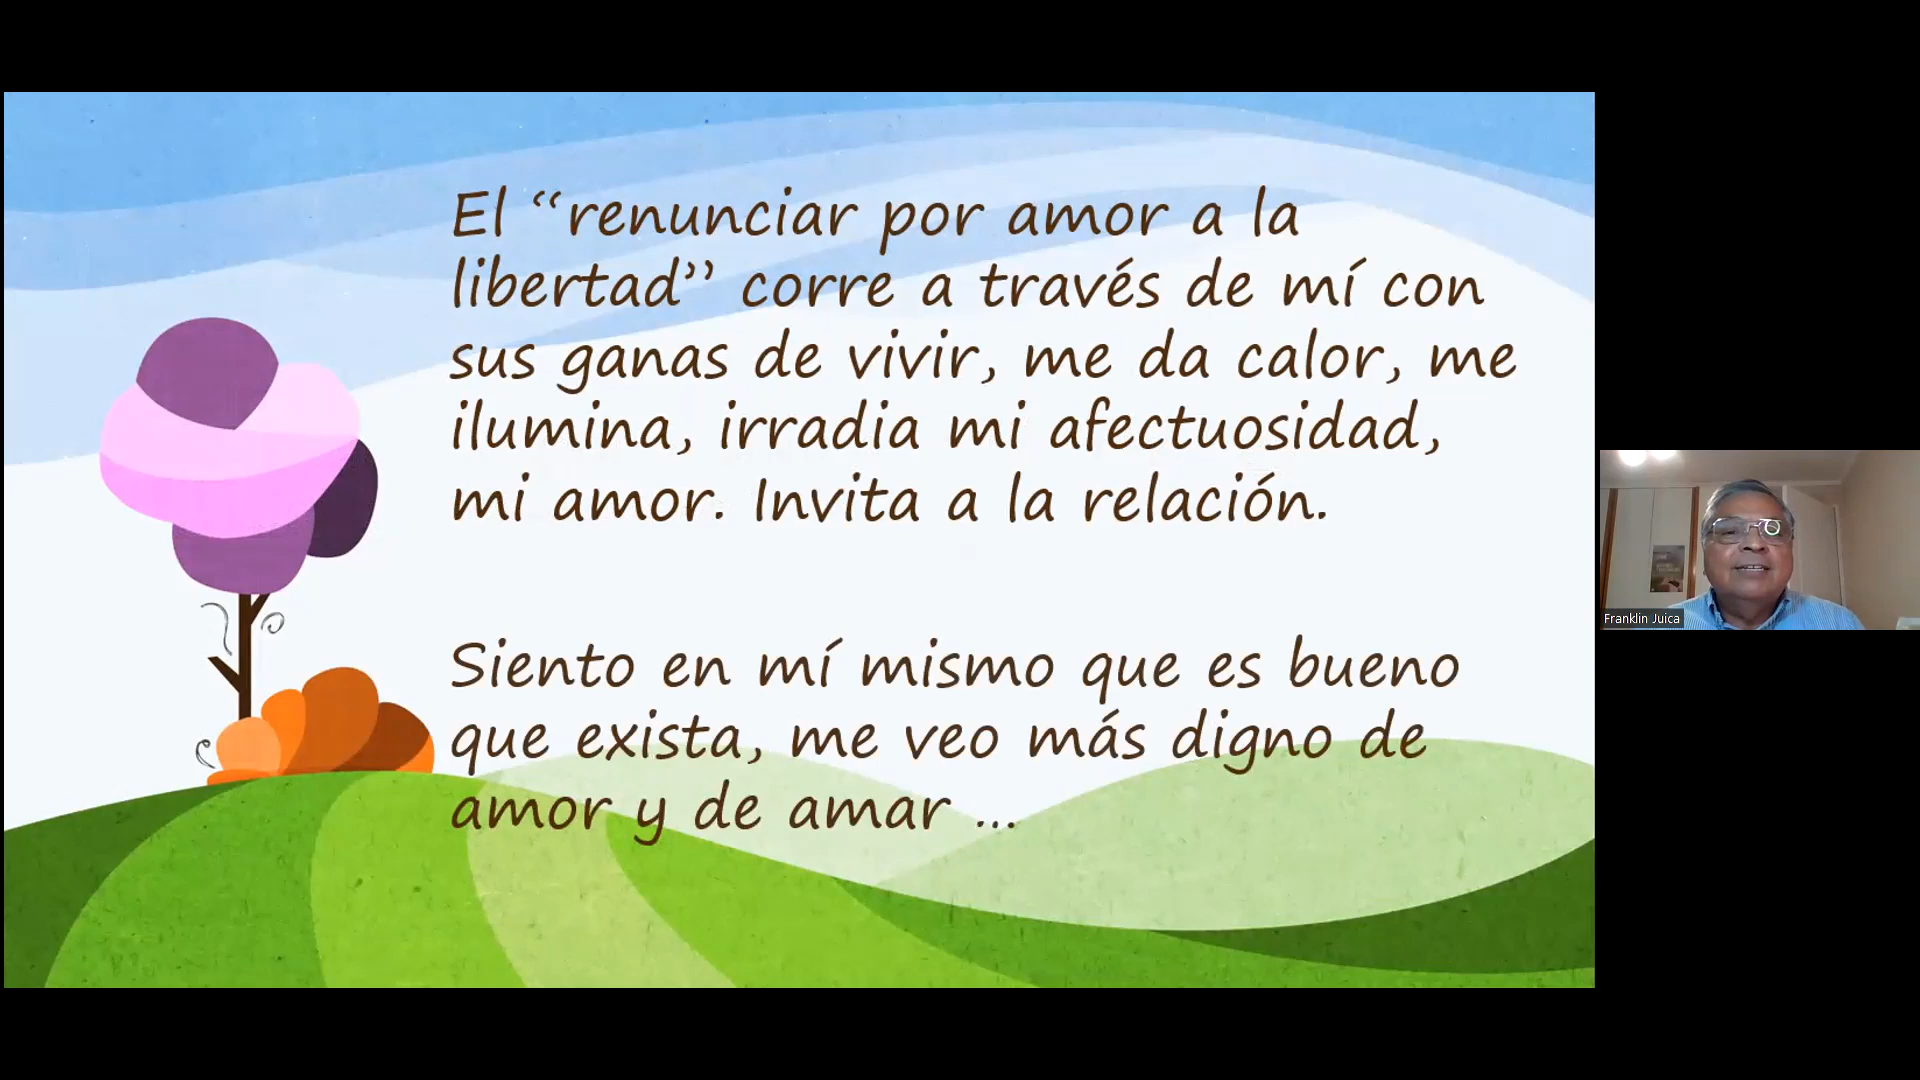 El “renunciar por amor a la
libertad” corre a través de mí con
sus ganas de vivir, me da calor, me
ilumina, irradia mi afectuosidad,
mi amor. Invita a la relación.
Siento en mí mismo que es bueno
que exista, me veo más digno de
amor y de amar ...
Franklin Juica